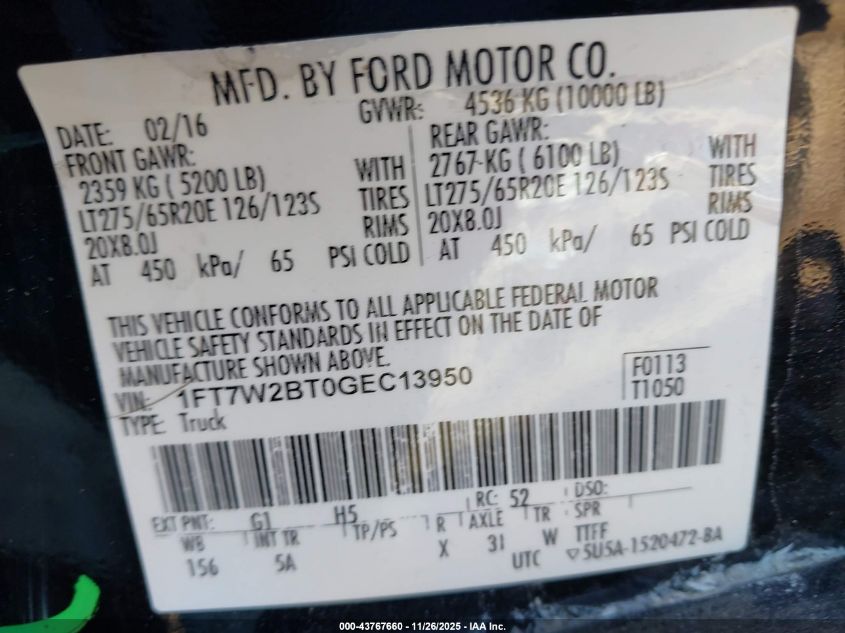 MFD. BY FORD MOTOR CO.
DATE: 02/16 GVWR: 4536 KG (10000 LB)
FRONT GAWR: REAR GAWR:
2359 KG ( 5200 LB) WITH 2767-KG ( 6100 LB) WITH
LT275/65R20E 126/123S TIRES LT275/65R20E 126/123S TIRES
20X8.0J RIMS 20X8.0J RIMS
AT 450 kPa/ 65 PSI COLD AT 450 kPa/ 65 PSI COLD
THIS VEHICLE CONFORMS TO ALL APPLICABLE FEDERAL MOTOR
VEHICLE SAFETY STANDARDS IN EFFECT ON THE DATE OF
MANUFACTURE SHOWN ABOVE.
VIN: 1FT7W2BT0GEC13950 F0113
TYPE: Truck T1050
EXT PNT: G1 H5 RC: 52 DSO:
WB INT TR TP/PS R AXLE TR SPR
156 5A X 31 W TTFF
UTC ▽5U5A-1520472-BA
000-43767660 - 11/26/2025 - IAA Inc.